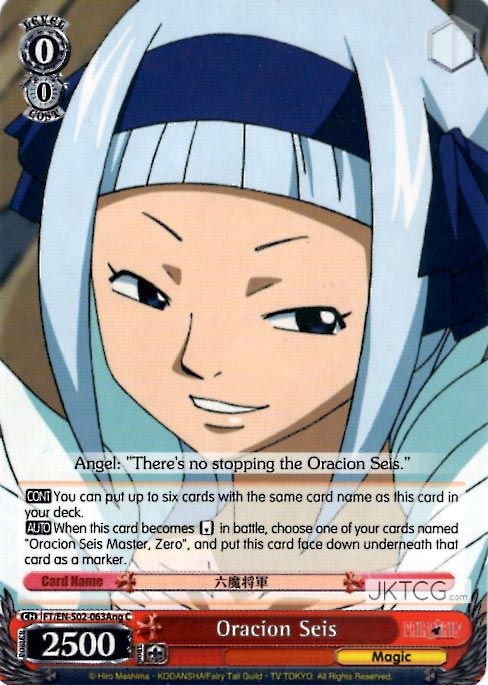 LEVEL
0
0
COST
Angel: "There's no stopping the Oracion Seis."
CONT You can put up to six cards with the same card name as this card in
your deck.
AUTO When this card becomes in battle, choose one of your cards named
"Oracion Seis Master, Zero", and put this card face down underneath that
card as a marker.
Card Name
六魔将軍
JKTCG.com
CH FT/EN-S02-063Ang C
Oracion Seis
FAIRY TAIL
POWER
2500
Magic
© Hiro Mashima・KODANSHA/Fairy Tail Guild・TV TOKYO. All Rights Reserved.